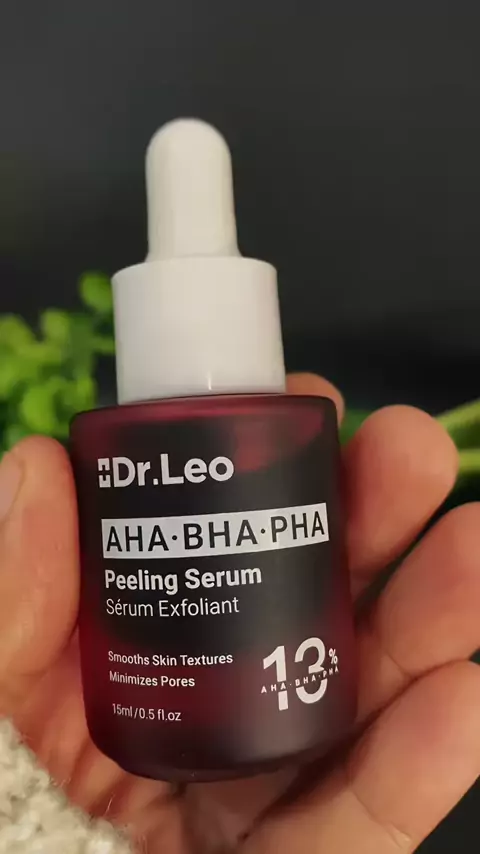 Dr.Leo
AHA·BHA·PHA
Peeling Serum
Sérum Exfoliant
Smooths Skin Textures
Minimizes Pores
13%
AHA·BHA·PHA
15ml/0.5 fl.oz